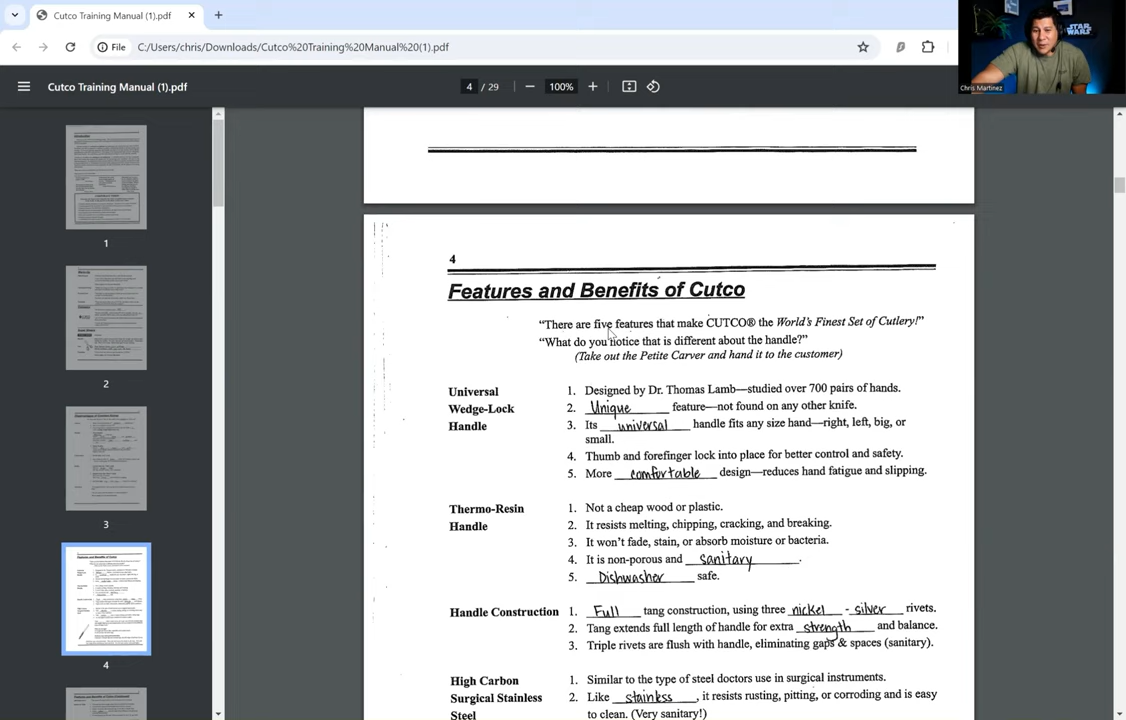 Cutco Training Manual (1).pdf
File
C:/Users/chris/Downloads/Cutco%20Training%20Manual%20(1).pdf
STAR
WARS
Chris Martinez
Cutco Training Manual (1).pdf
4 / 29
100%
1
2
3
4
4
Features and Benefits of Cutco
“There are five features that make CUTCO® the World's Finest Set of Cutlery!”
“What do you notice that is different about the handle?”
(Take out the Petite Carver and hand it to the customer)
Universal Wedge-Lock Handle
1. Designed by Dr. Thomas Lamb—studied over 700 pairs of hands.
2. Unique feature—not found on any other knife.
3. Its universal handle fits any size hand—right, left, big, or
small.
4. Thumb and forefinger lock into place for better control and safety.
5. More comfortable design—reduces hand fatigue and slipping.
Thermo-Resin Handle
1. Not a cheap wood or plastic.
2. It resists melting, chipping, cracking, and breaking.
3. It won't fade, stain, or absorb moisture or bacteria.
4. It is non-porous and sanitary.
5. Dishwasher safe.
Handle Construction
1. Full tang construction, using three nickel - silver rivets.
2. Tang extends full length of handle for extra strength and balance.
3. Triple rivets are flush with handle, eliminating gaps & spaces (sanitary).
High Carbon Surgical Stainless Steel
1. Similar to the type of steel doctors use in surgical instruments.
2. Like stainless, it resists rusting, pitting, or corroding and is easy
to clean. (Very sanitary!)